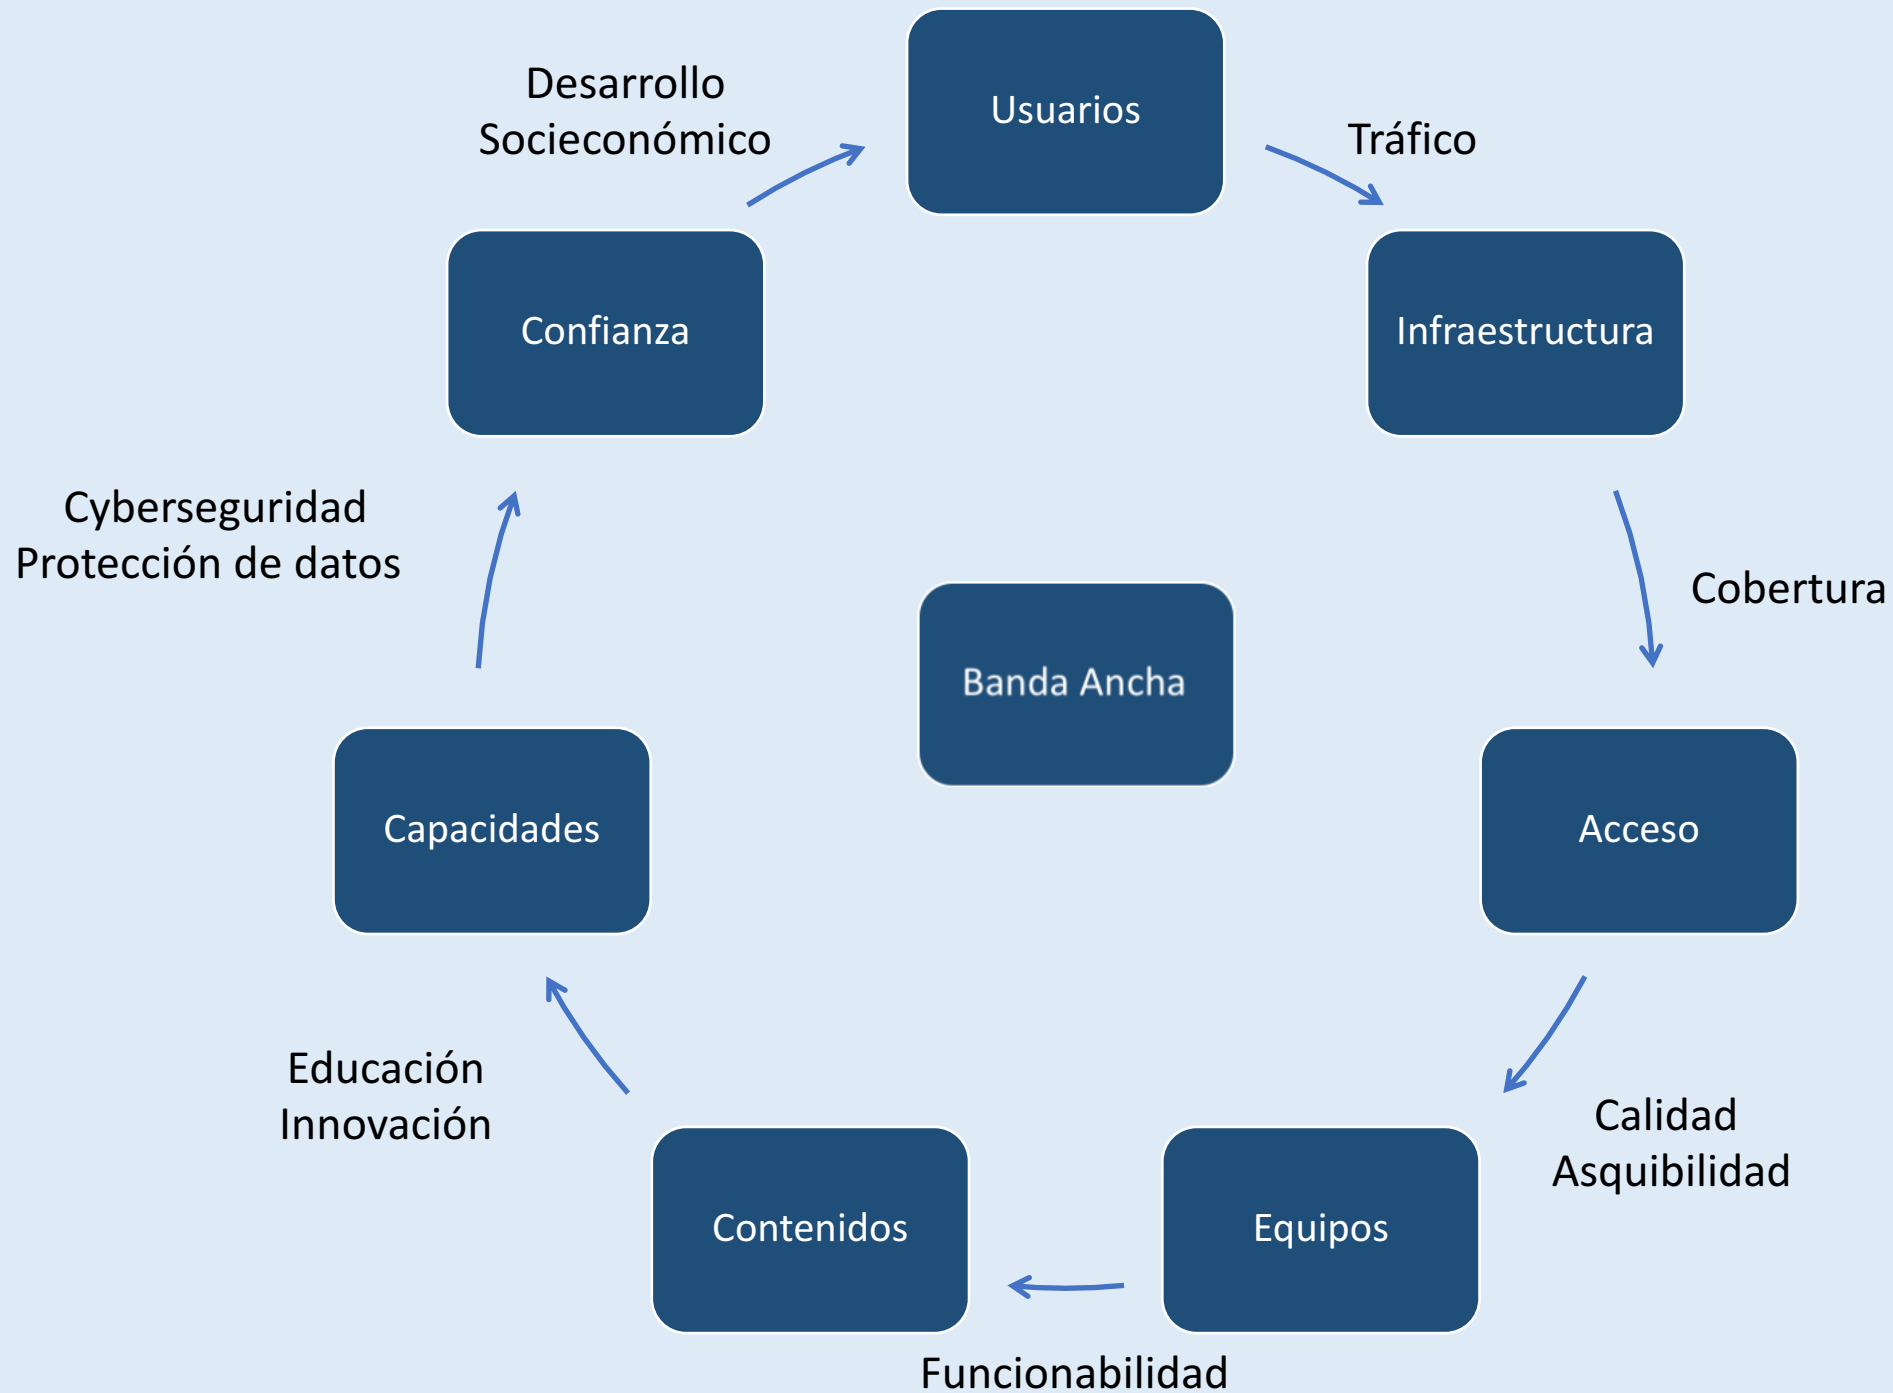 Usuarios
Desarrollo
Socieconómico
Tráfico
Confianza
Infraestructura
Cyberseguridad
Protección de datos
Cobertura
Banda Ancha
Capacidades
Acceso
Educación
Innovación
Calidad
Asquibilidad
Contenidos
Equipos
Funcionabilidad